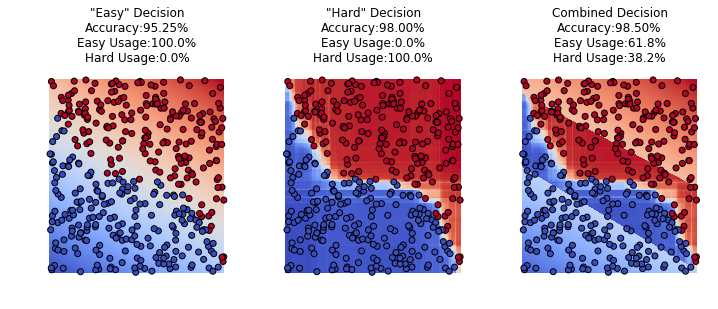 "Easy" Decision
Accuracy:95.25%
Easy Usage:100.0%
Hard Usage:0.0%
"Hard" Decision
Accuracy:98.00%
Easy Usage:0.0%
Hard Usage:100.0%
Combined Decision
Accuracy:98.50%
Easy Usage:61.8%
Hard Usage:38.2%